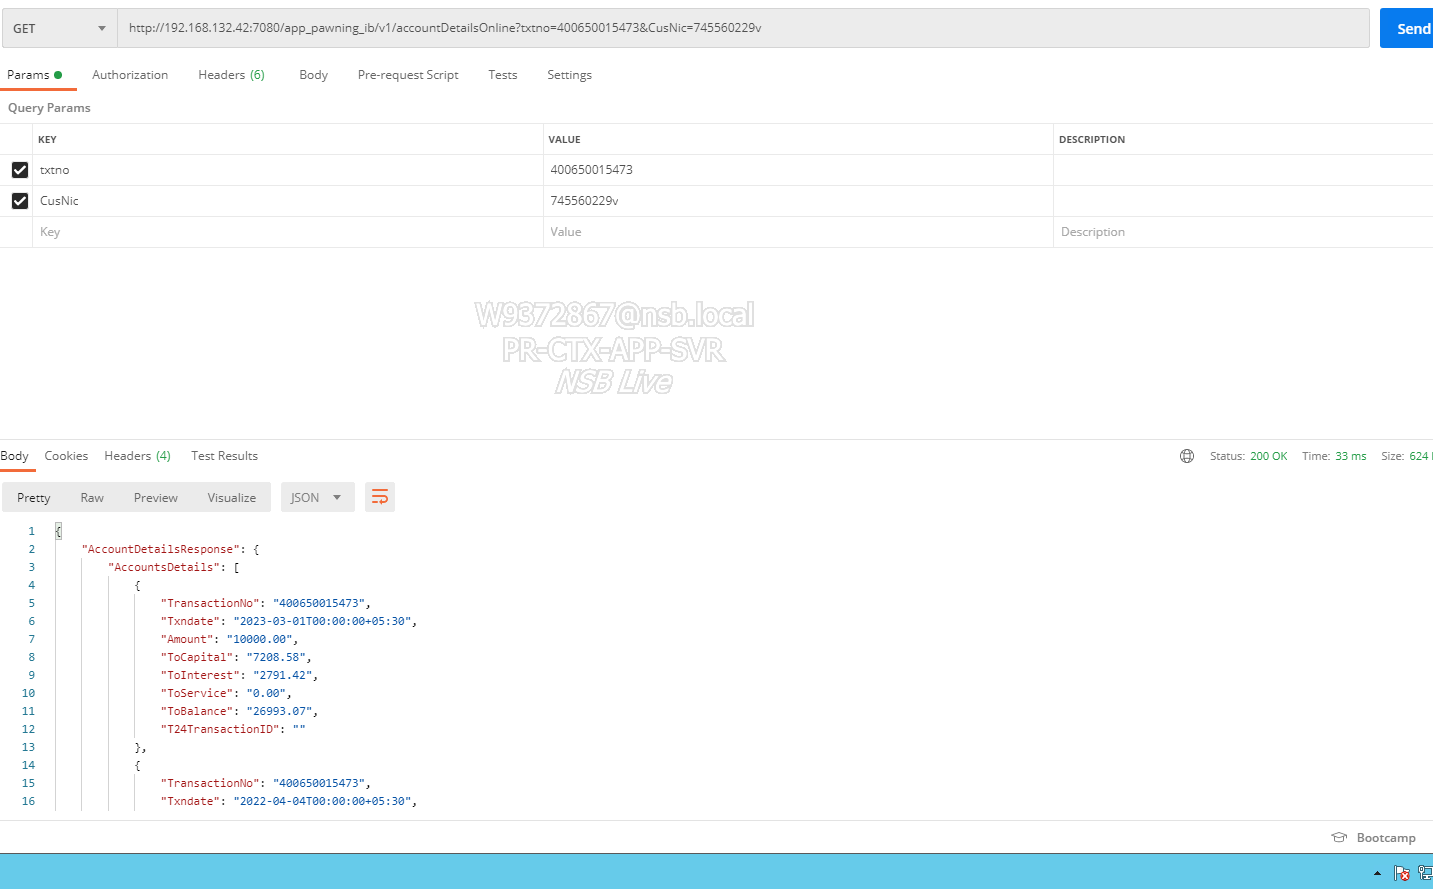 GET http://192.168.132.42:7080/app_pawning_ib/v1/accountDetailsOnline?txtno=400650015473&CusNic=745560229v Send
Params Authorization Headers (6) Body Pre-request Script Tests Settings
Query Params
KEY VALUE DESCRIPTION
txtno 400650015473
CusNic 745560229v
Key Value Description
W9372867@nsb.local
PR-CTX-APP-SVR
NSB Live
Body Cookies Headers (4) Test Results Status: 200 OK Time: 33 ms Size: 624
Pretty Raw Preview Visualize JSON
1 {
2 "AccountDetailsResponse": {
3 "AccountsDetails": [
4 {
5 "TransactionNo": "400650015473",
6 "Txndate": "2023-03-01T00:00:00+05:30",
7 "Amount": "10000.00",
8 "ToCapital": "7208.58",
9 "ToInterest": "2791.42",
10 "ToService": "0.00",
11 "ToBalance": "26993.07",
12 "T24TransactionID": ""
13 },
14 {
15 "TransactionNo": "400650015473",
16 "Txndate": "2022-04-04T00:00:00+05:30",
Bootcamp